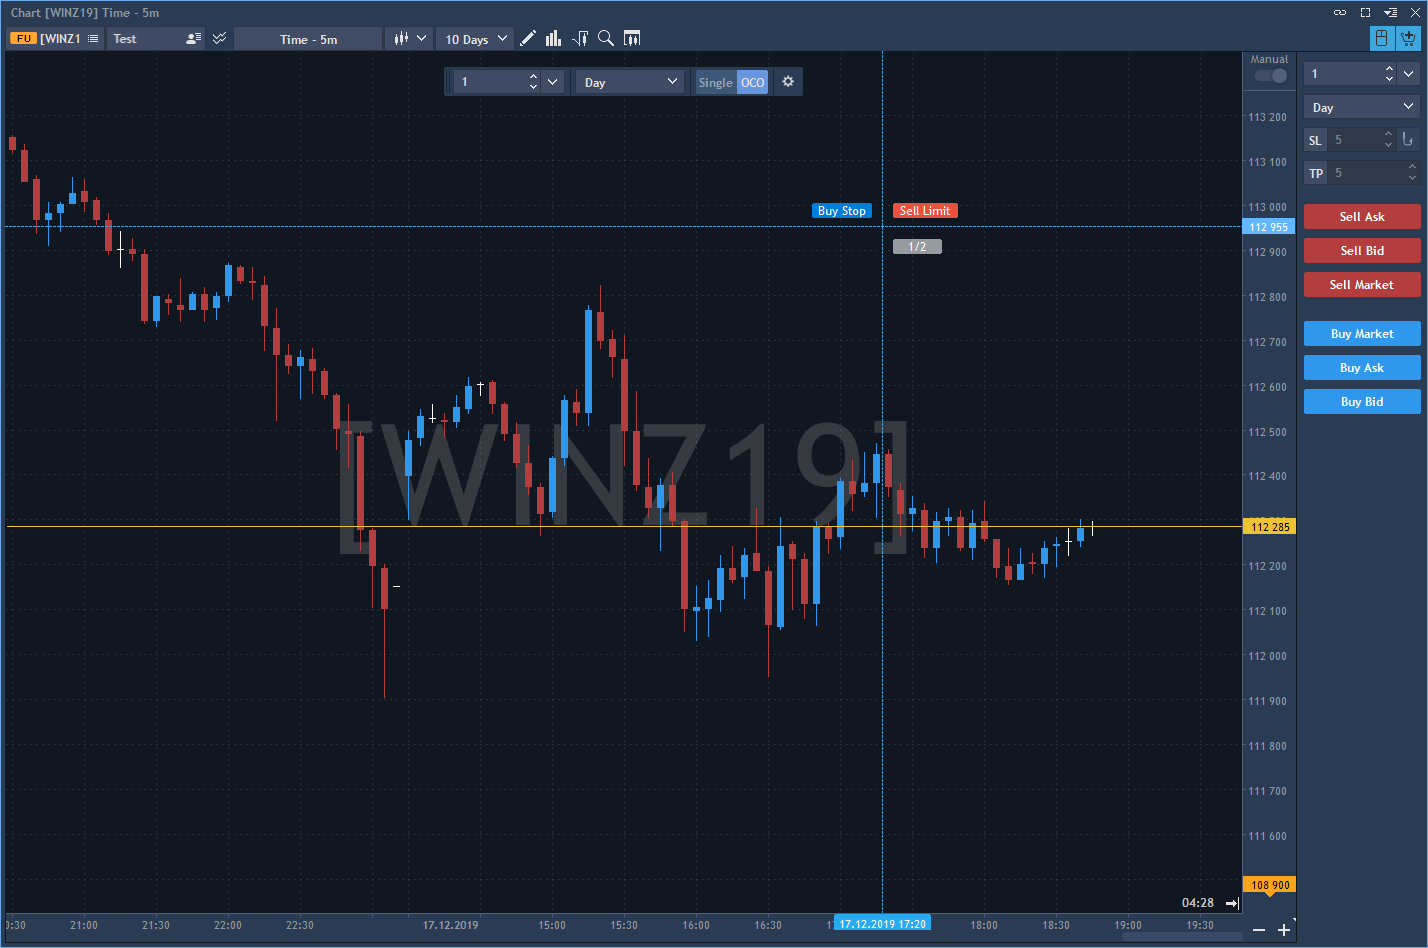 Chart [WINZ19] Time - 5m
FU [WINZ1 Test Time - 5m 10 Days
1 Day Single OCO
Manual
1
Day
SL 5
TP 5
Sell Ask
Sell Bid
Sell Market
Buy Market
Buy Ask
Buy Bid
113 200
113 100
113 000
112 955
112 900
112 800
112 700
112 600
112 500
112 400
112 285
112 200
112 100
112 000
111 900
111 800
111 700
111 600
108 900
Buy Stop Sell Limit
1/2
[WINZ19]
04:28
):30 21:00 21:30 22:00 22:30 17.12.2019 15:00 15:30 16:00 16:30 17.12.2019 17:20 18:00 18:30 19:00 19:30